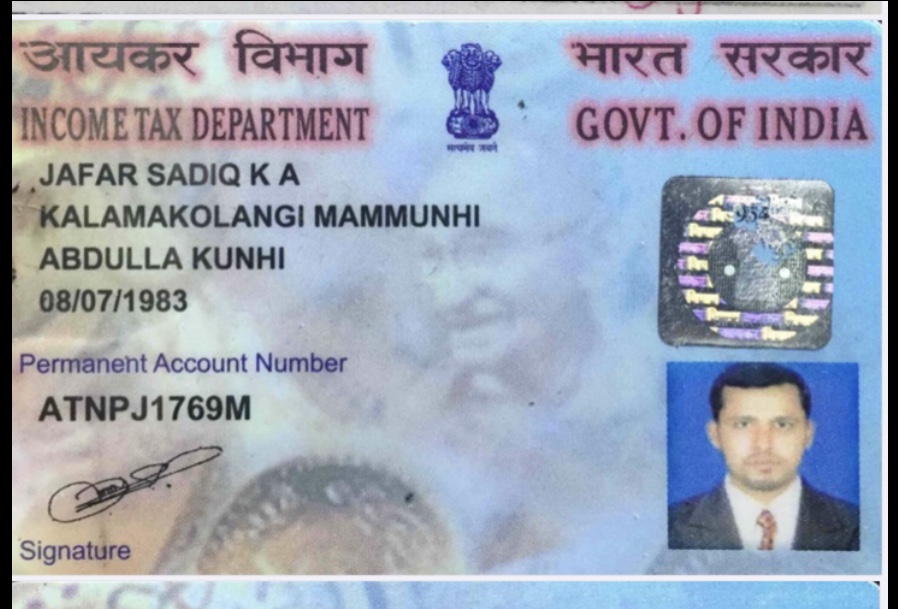 आयकर विभाग
INCOME TAX DEPARTMENT
सत्यमेव जयते
भारत सरकार
GOVT. OF INDIA
JAFAR SADIQ K A
KALAMAKOLANGI MAMMUNHI
ABDULLA KUNHI
08/07/1983
Permanent Account Number
ATNPJ1769M
Signature